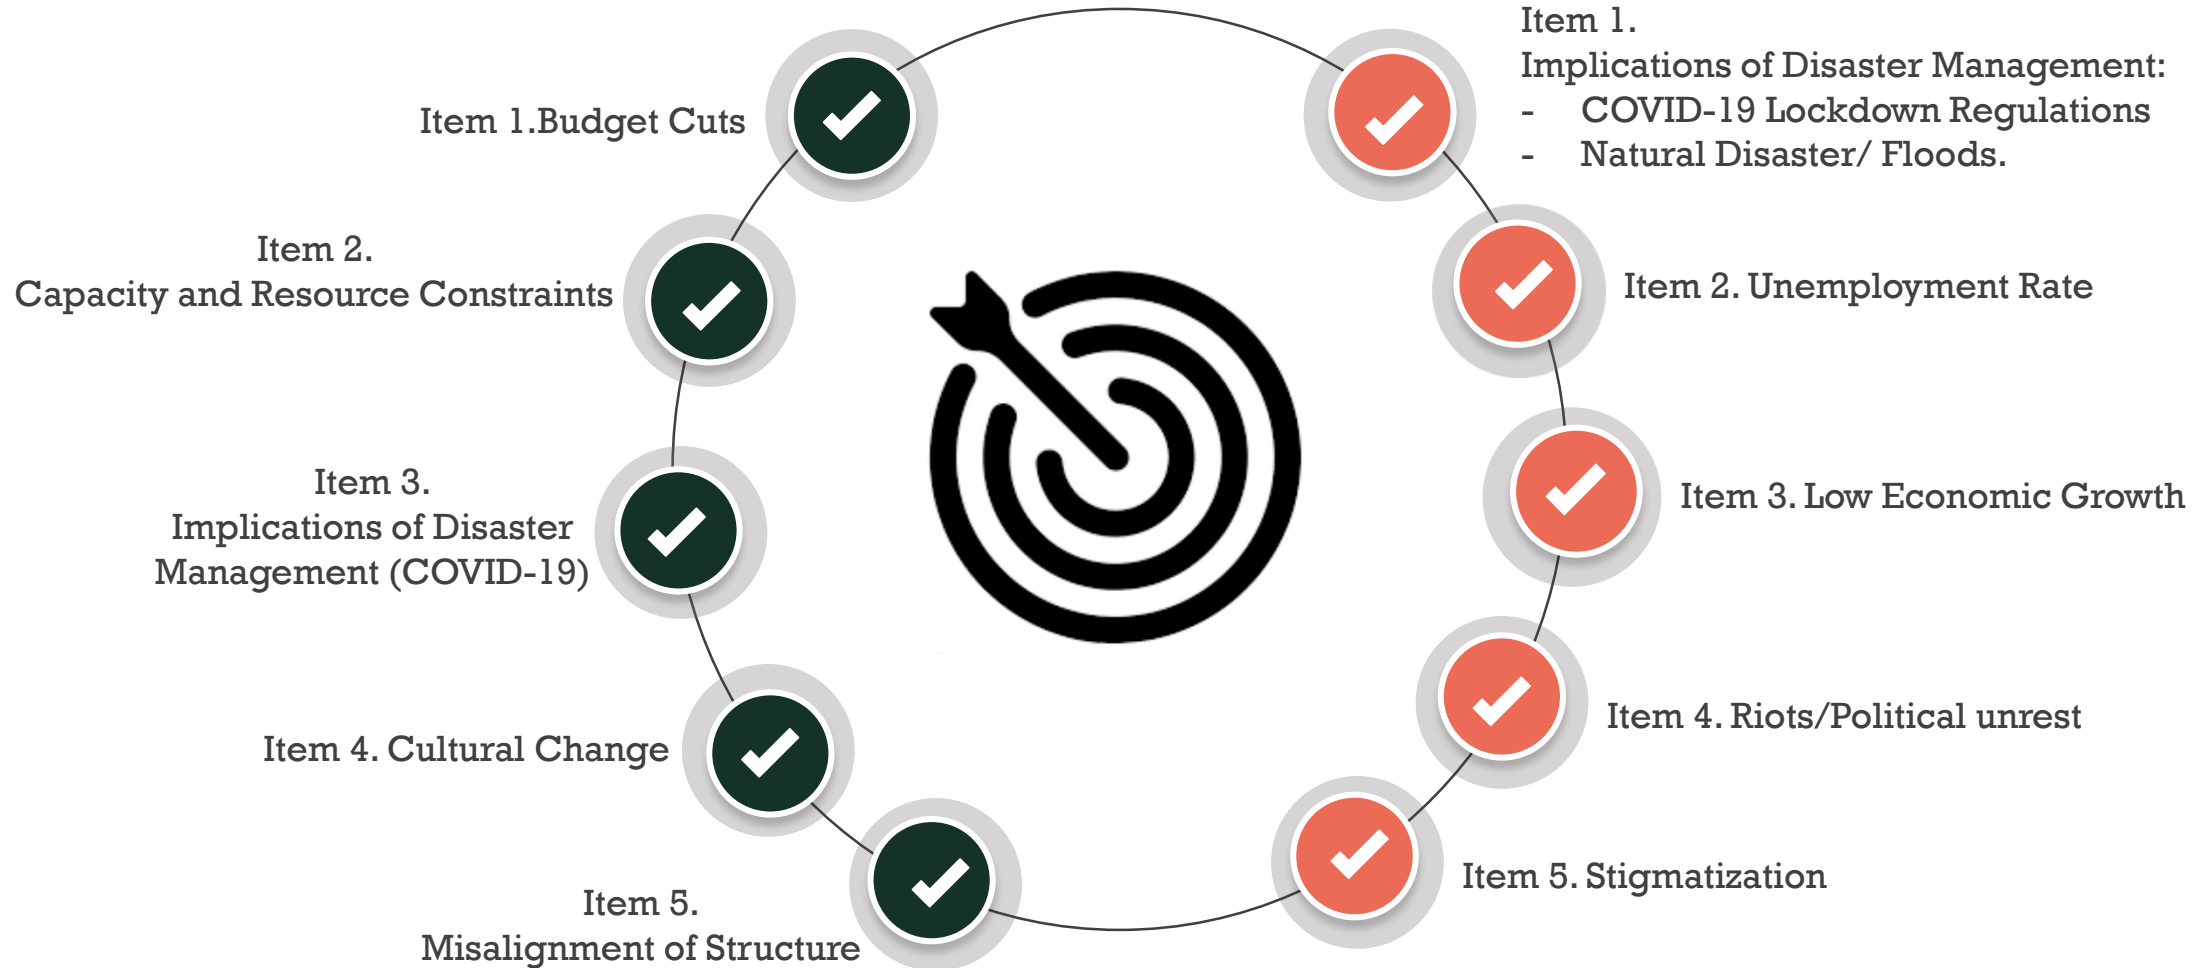 Item 1.Budget Cuts
Item 2.
Capacity and Resource Constraints
Item 3.
Implications of Disaster
Management (COVID-19)
Item 4. Cultural Change
Item 5.
Misalignment of Structure
Item 1.
Implications of Disaster Management:
- COVID-19 Lockdown Regulations
- Natural Disaster/ Floods.
Item 2. Unemployment Rate
Item 3. Low Economic Growth
Item 4. Riots/Political unrest
Item 5. Stigmatization